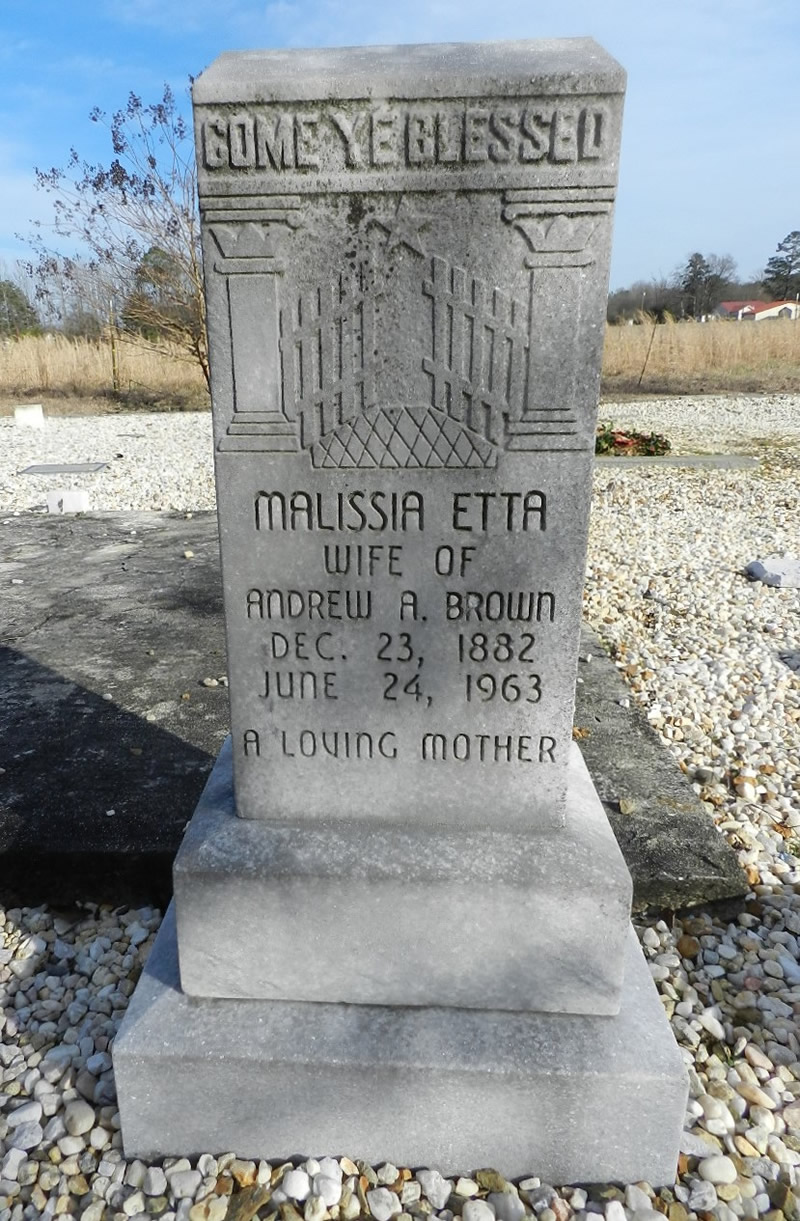 COME YE BLESSED
MALISSIA ETTA
WIFE OF
ANDREW A. BROWN
DEC. 23, 1882
JUNE 24, 1963
A LOVING MOTHER